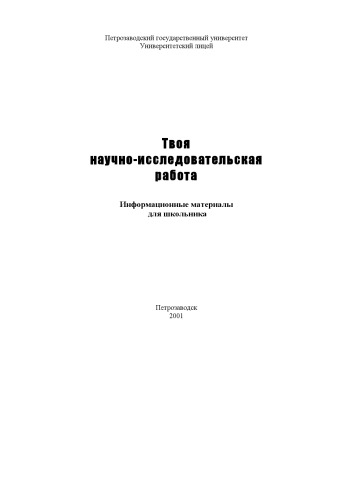 Петрозаводский государственный университет
Университетский лицей
Твоя
научно-исследовательская
работа
Информационные материалы
для школьника
Петрозаводск
2001